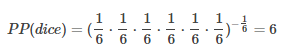 PP(dice) = (1/6 · 1/6 · 1/6 · 1/6 · 1/6 · 1/6)^{-1/6} = 6